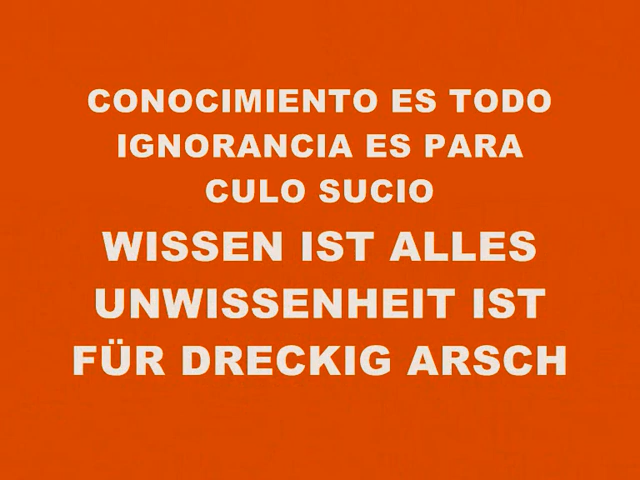 CONOCIMIENTO ES TODO
IGNORANCIA ES PARA
CULO SUCIO
WISSEN IST ALLES
UNWISSENHEIT IST
FÜR DRECKIG ARSCH